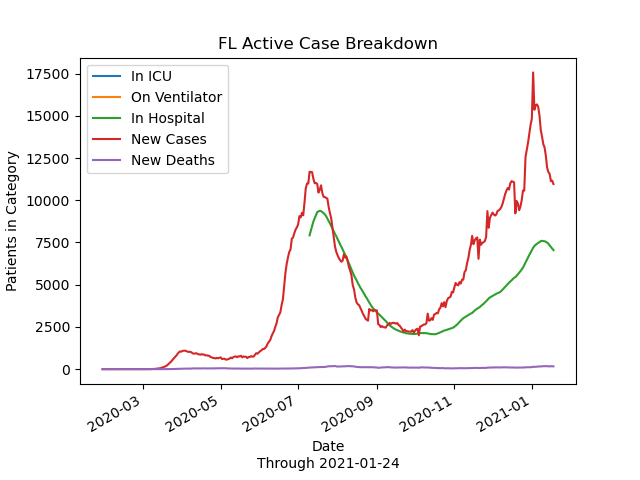 FL Active Case Breakdown
In ICU
On Ventilator
In Hospital
New Cases
New Deaths
Patients in Category
17500
15000
12500
10000
7500
5000
2500
0
2020-03
2020-05
2020-07
2020-09
2020-11
2021-01
Date
Through 2021-01-24